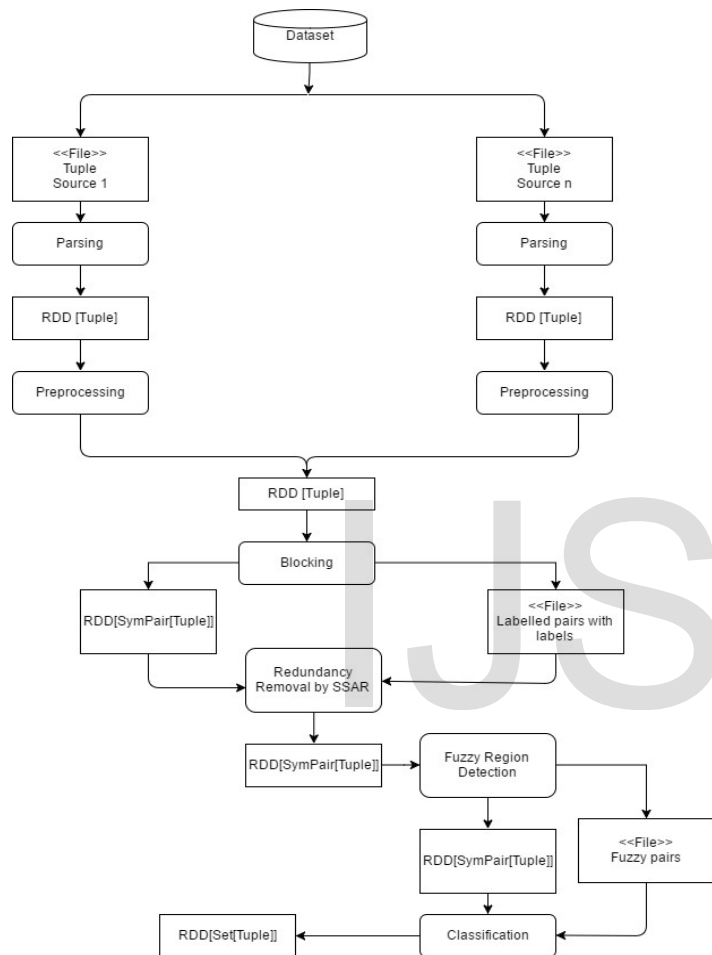 Dataset
<<File>>
Tuple
Source 1
<<File>>
Tuple
Source n
Parsing
Parsing
RDD [Tuple]
RDD [Tuple]
Preprocessing
Preprocessing
RDD [Tuple]
Blocking
RDD[SymPair[Tuple]]
<<File>>
Labelled pairs with
labels
Redundancy
Removal by SSAR
RDD[SymPair[Tuple]]
Fuzzy Region
Detection
RDD[SymPair[Tuple]]
<<File>>
Fuzzy pairs
RDD[Set[Tuple]]
Classification
IJS